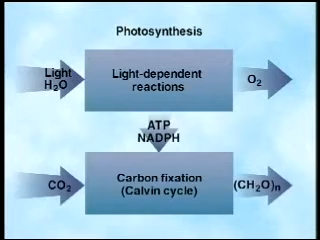 Photosynthesis
Light
H₂O
Light-dependent
reactions
O₂
ATP
NADPH
CO₂
Carbon fixation
(Calvin cycle)
(CH₂O)n